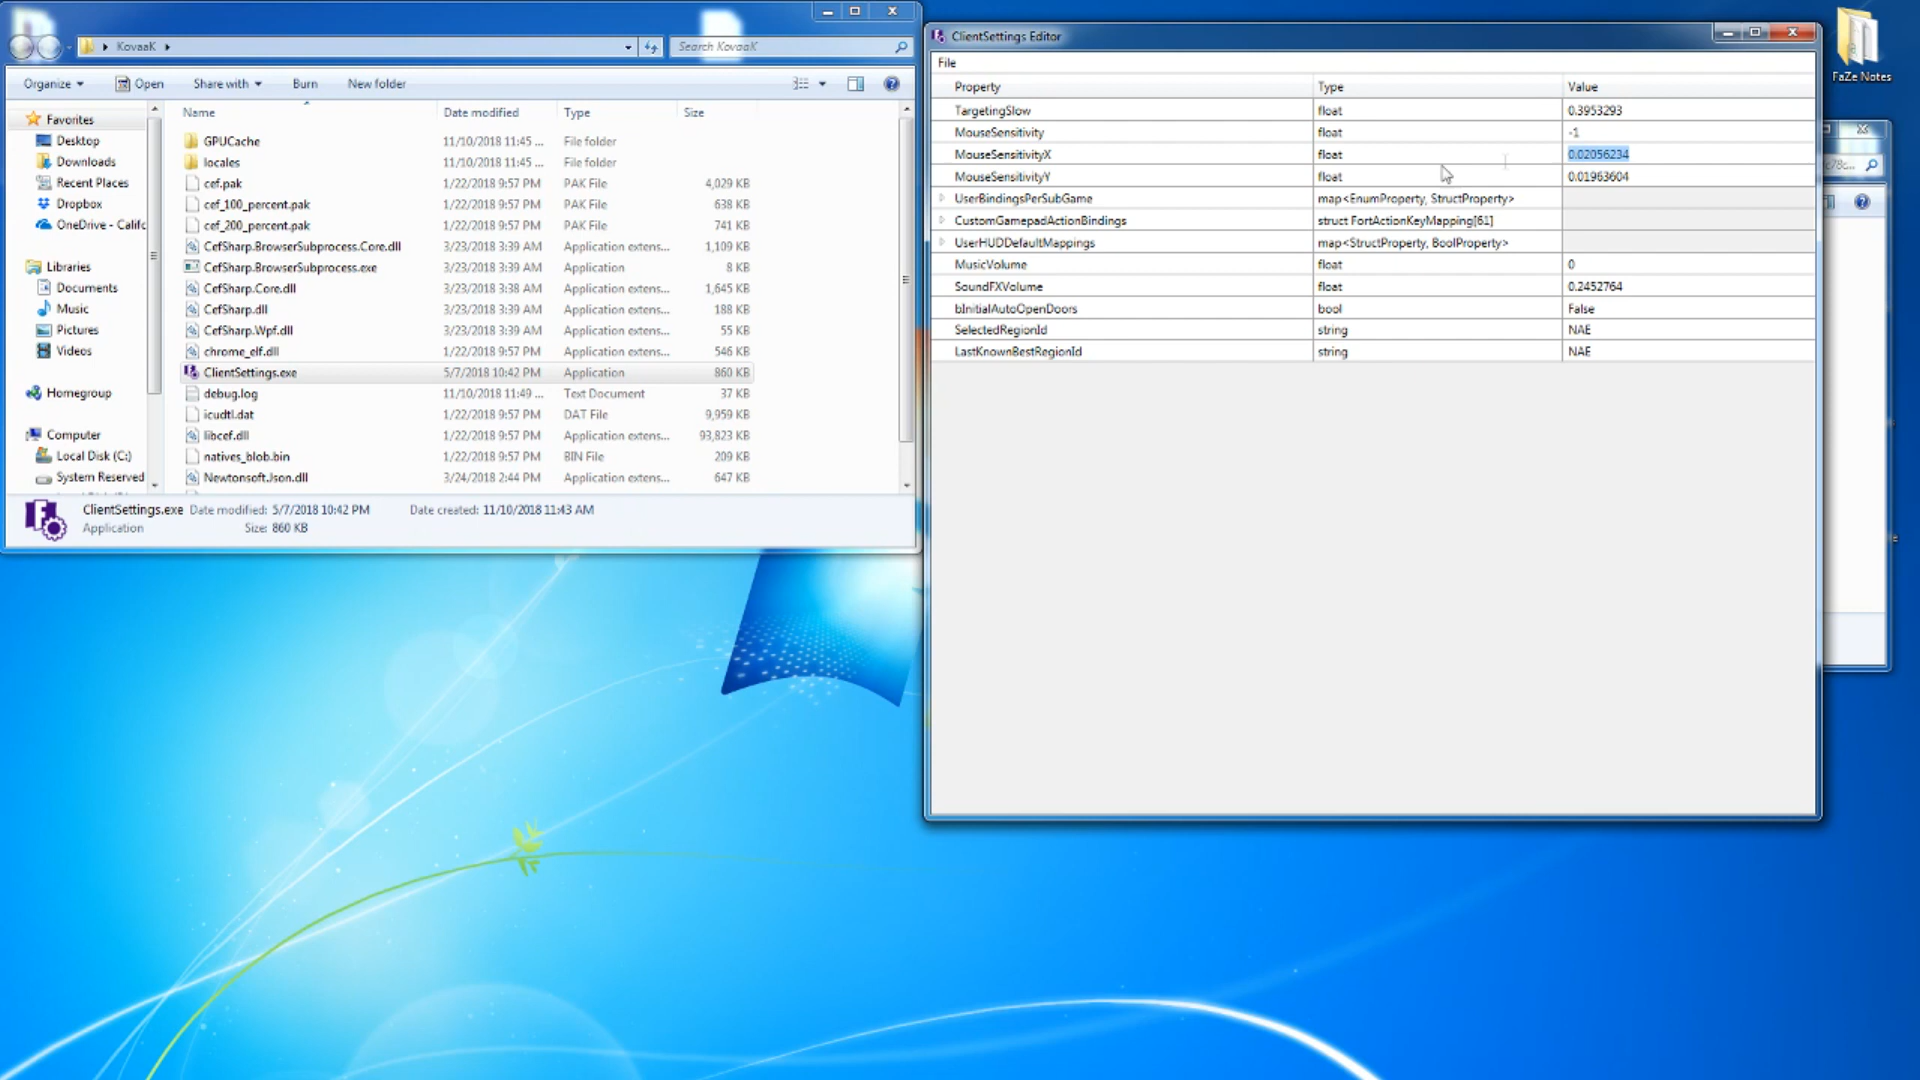 KovaaK
Search KovaaK
Organize
Open
Share with
Burn
New folder
Favorites
Desktop
Downloads
Recent Places
Dropbox
OneDrive - Califc
Libraries
Documents
Music
Pictures
Videos
Homegroup
Computer
Local Disk (C:)
System Reserved
Name Date modified Type Size
GPUCache 11/10/2018 11:45 ... File folder
locales 11/10/2018 11:45 ... File folder
cef.pak 1/22/2018 9:57 PM PAK File 4,029 KB
cef_100_percent.pak 1/22/2018 9:57 PM PAK File 638 KB
cef_200_percent.pak 1/22/2018 9:57 PM PAK File 741 KB
CefSharp.BrowserSubprocess.Core.dll 3/23/2018 3:39 AM Application extens... 1,109 KB
CefSharp.BrowserSubprocess.exe 3/23/2018 3:39 AM Application 8 KB
CefSharp.Core.dll 3/23/2018 3:38 AM Application extens... 1,645 KB
CefSharp.dll 3/23/2018 3:39 AM Application extens... 188 KB
CefSharp.Wpf.dll 3/23/2018 3:39 AM Application extens... 55 KB
chrome_elf.dll 1/22/2018 9:57 PM Application extens... 546 KB
ClientSettings.exe 5/7/2018 10:42 PM Application 860 KB
debug.log 11/10/2018 11:49 ... Text Document 37 KB
icudtl.dat 1/22/2018 9:57 PM DAT File 9,959 KB
libcef.dll 1/22/2018 9:57 PM Application extens... 93,823 KB
natives_blob.bin 1/22/2018 9:57 PM BIN File 209 KB
Newtonsoft.Json.dll 3/24/2018 2:44 PM Application extens... 647 KB
ClientSettings.exe Date modified: 5/7/2018 10:42 PM Date created: 11/10/2018 11:43 AM
Application Size: 860 KB
ClientSettings Editor
File
Property Type Value
TargetingSlow float 0.3953293
MouseSensitivity float -1
MouseSensitivityX float 0.02056234
MouseSensitivityY float 0.01963604
UserBindingsPerSubGame map<EnumProperty, StructProperty>
CustomGamepadActionBindings struct FortActionKeyMapping[61]
UserHUDDefaultMappings map<StructProperty, BoolProperty>
MusicVolume float 0
SoundFXVolume float 0.2452764
bInitialAutoOpenDoors bool False
SelectedRegionId string NAE
LastKnownBestRegionId string NAE
FaZe Notes